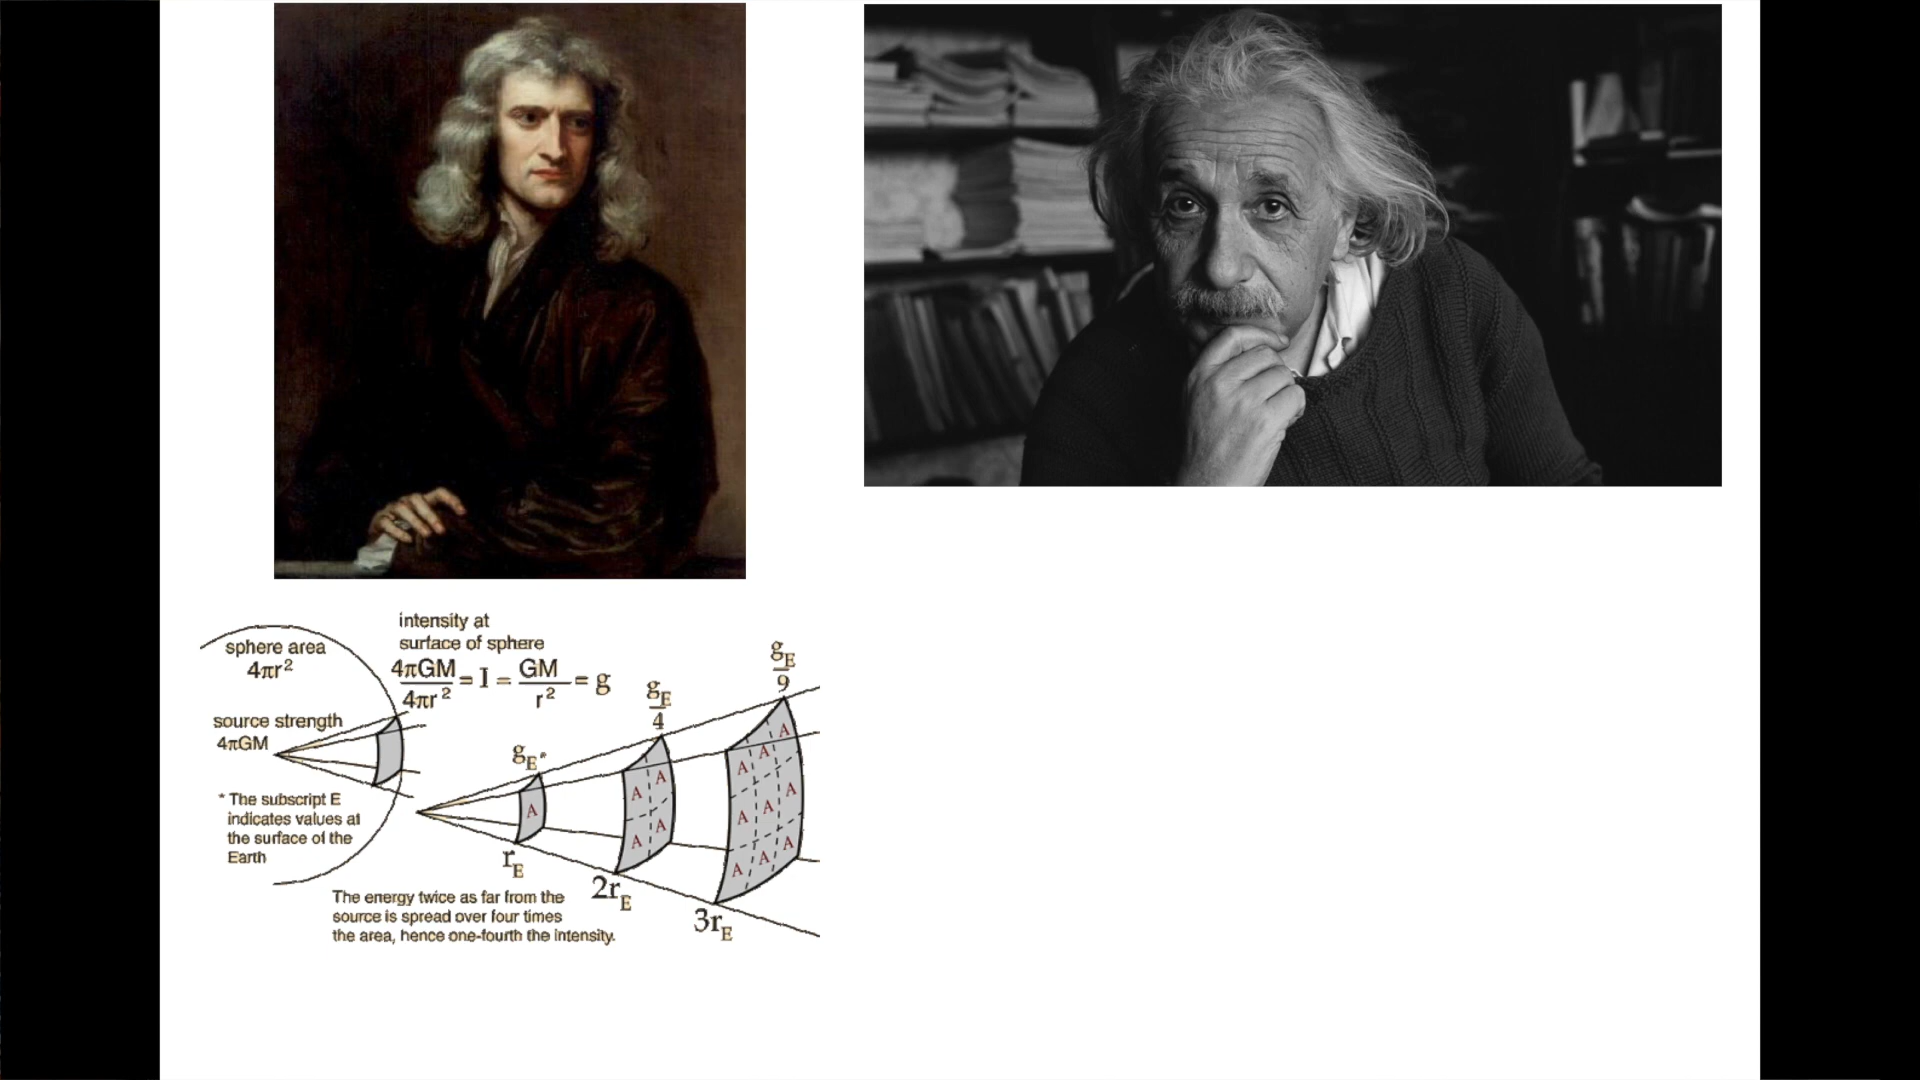 intensity at
surface of sphere
sphere area
4πr²
4πGM/4πr² = I = GM/r² = g
source strength
4πGM
* The subscript E
indicates values at
the surface of the
Earth
g_E*
g_E/4
g_E/9
A
A
A
A
A
A
A
A
A
A
A
A
A
A
r_E
2r_E
3r_E
The energy twice as far from the
source is spread over four times
the area, hence one-fourth the intensity.